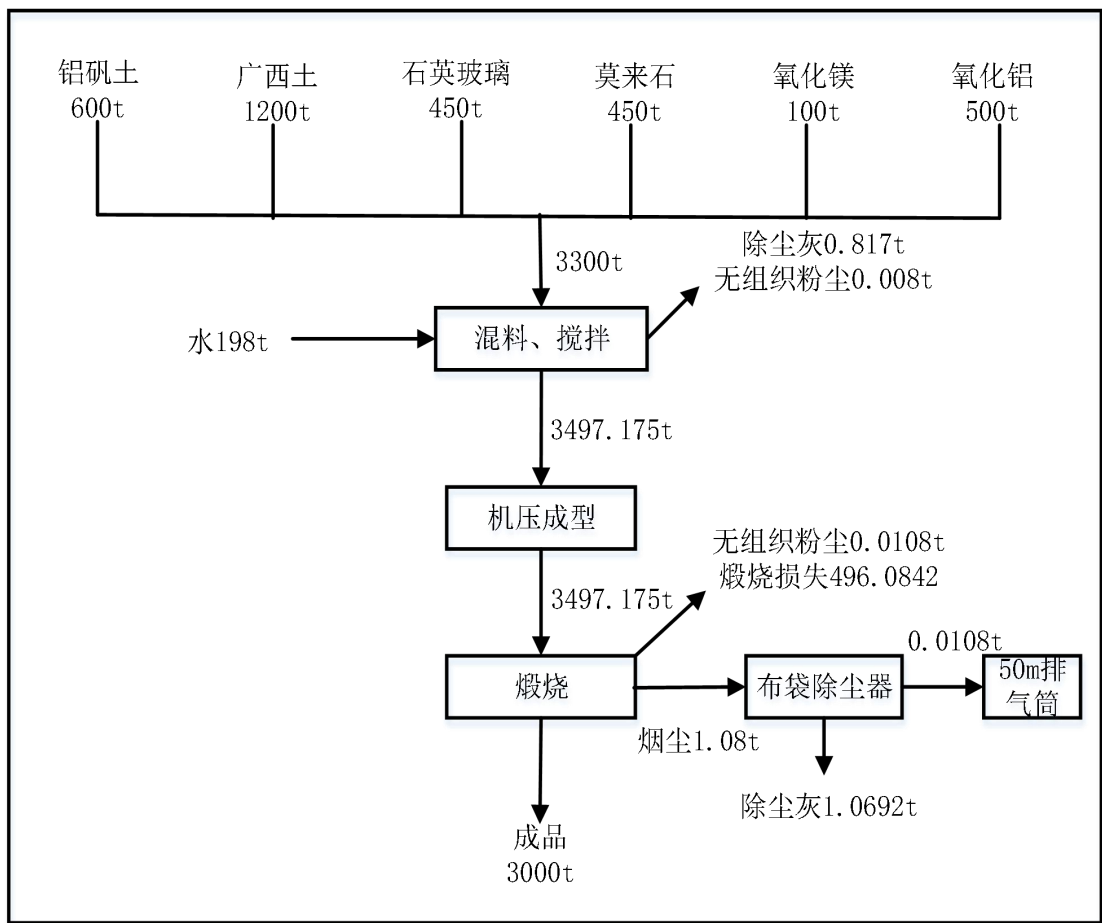 铝矾土
600t
广西土
1200t
石英玻璃
450t
莫来石
450t
氧化镁
100t
氧化铝
500t
3300t
除尘灰0.817t
无组织粉尘0.008t
水198t
混料、搅拌
3497.175t
机压成型
3497.175t
无组织粉尘0.0108t
煅烧损失496.0842
煅烧
烟尘1.08t
布袋除尘器
0.0108t
50m排
气筒
除尘灰1.0692t
成品
3000t